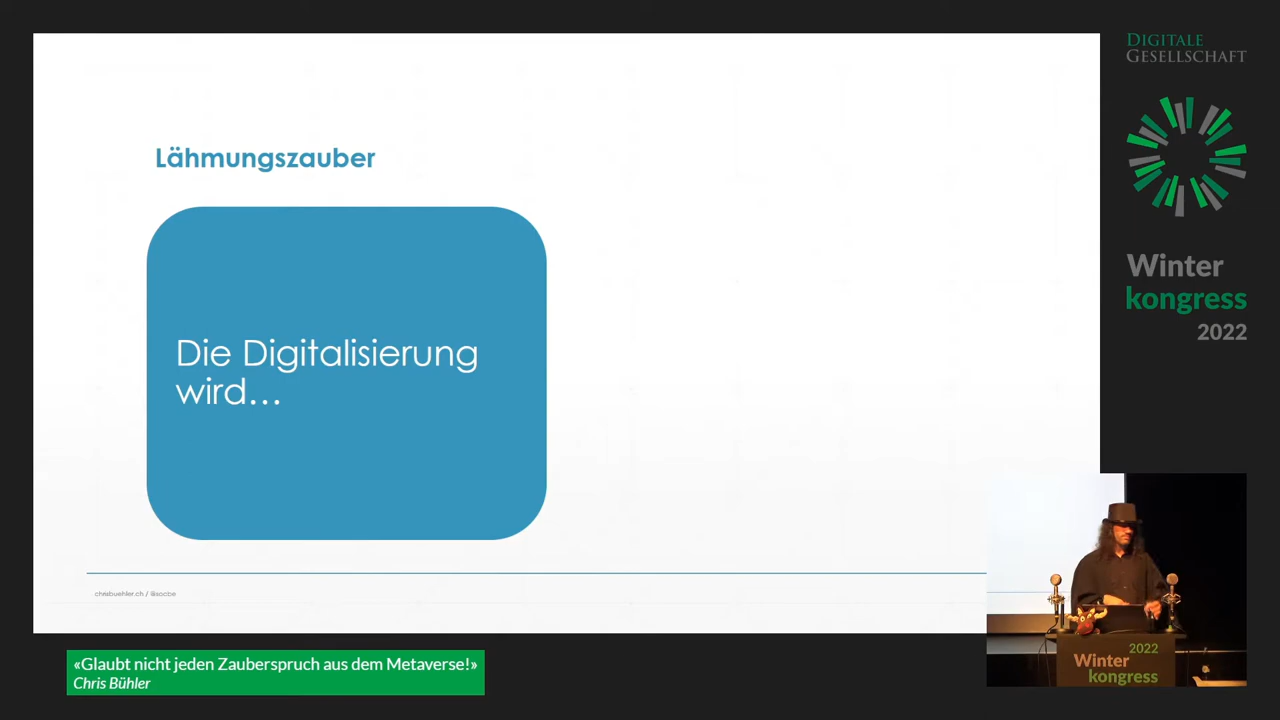 DIGITALE
GESELLSCHAFT
Winter
kongress
2022
Lähmungszauber
Die Digitalisierung
wird...
chrisbuehler.ch / @socbe
2022
Winter
kongress
«Glaubt nicht jeden Zauberspruch aus dem Metaverse!»
Chris Bühler